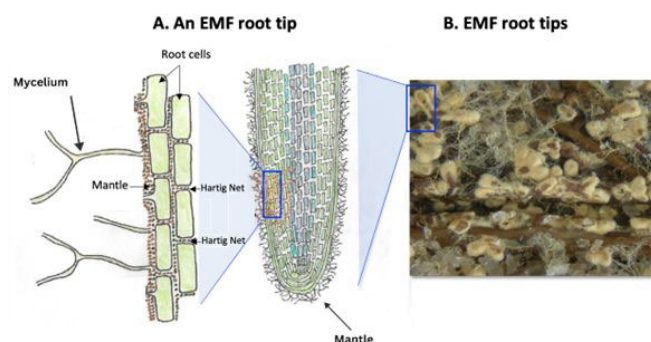 A. An EMF root tip
B. EMF root tips
Root cells
Mycelium
Mantle
Hartig Net
Hartig Net
Mantle